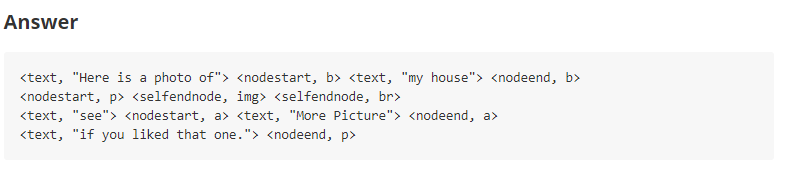 Answer
<text, "Here is a photo of"> <nodestart, b> <text, "my house"> <nodeend, b>
<nodestart, p> <selfendnode, img> <selfendnode, br>
<text, "see"> <nodestart, a> <text, "More Picture"> <nodeend, a>
<text, "if you liked that one."> <nodeend, p>